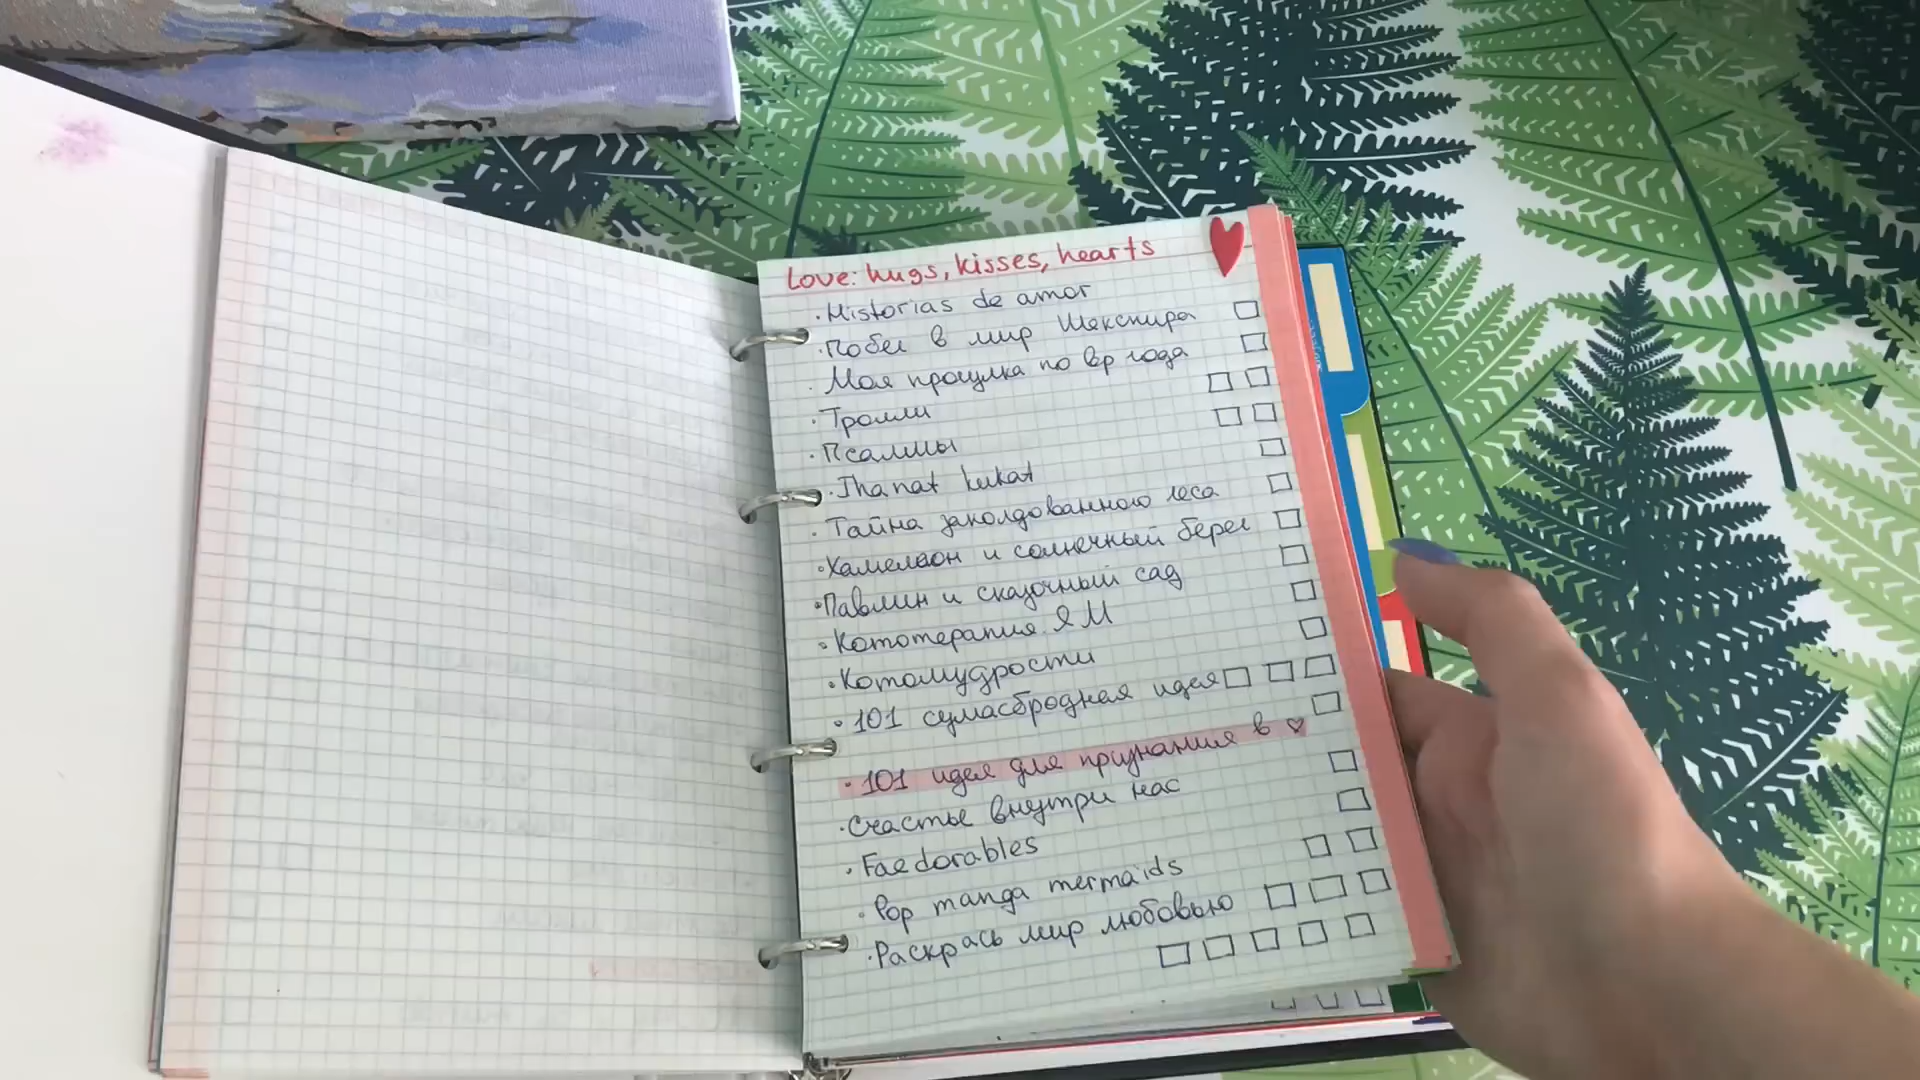 Love: hugs, kisses, hearts
· Historias de amor
· Побег в мир Шекспира
· Моя прогулка по вр года
· Тролли
· Псалмы
· Ihanat kukat
· Тайна заколдованного леса
· Хамелеон и солнечный берег
· Павлин и сказочный сад
· Кототерапия ЯМ
· Котомудрости
· 101 сумасбродная идея
· 101 идея для признания в ♡
· Счастье внутри нас
· Faedorables
· Pop manga mermaids
· Раскрась мир любовью